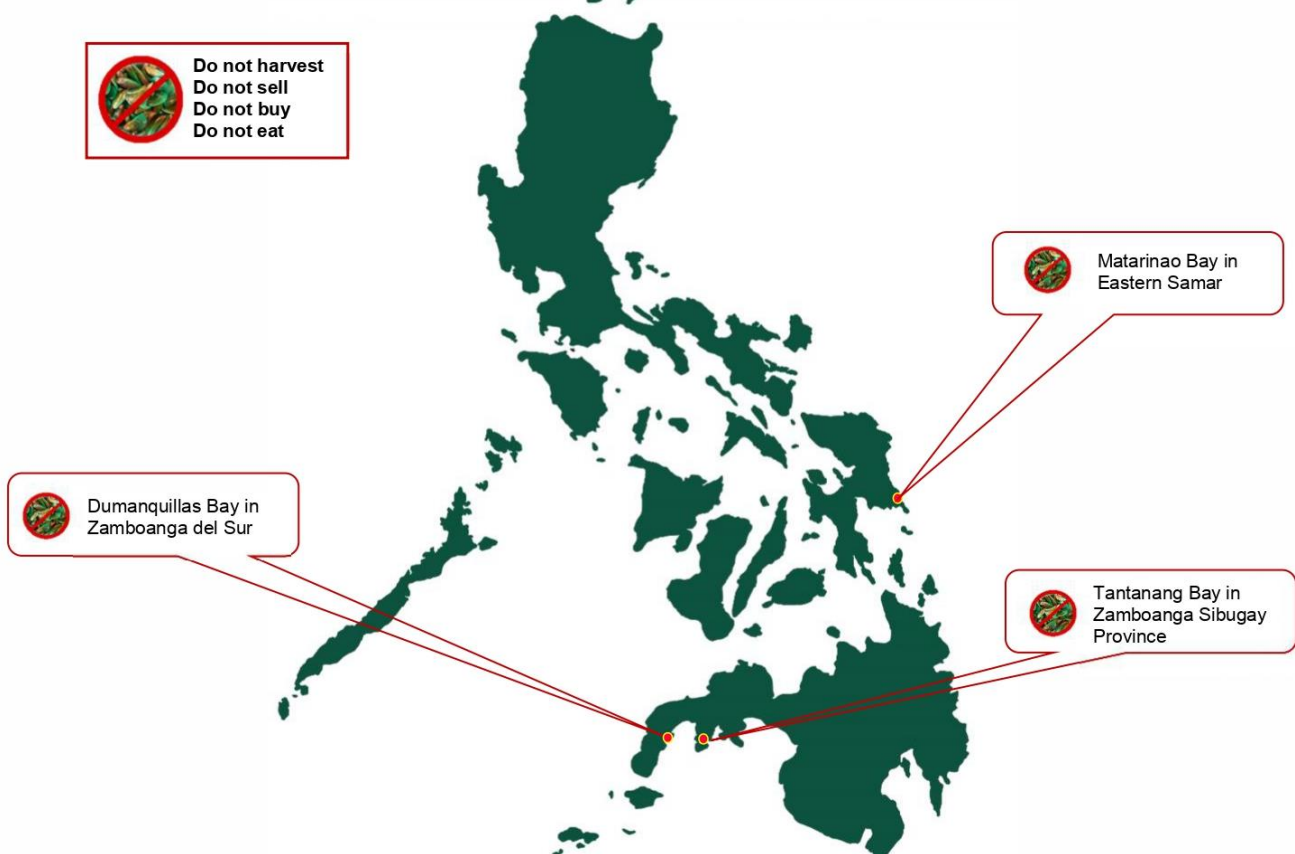 Do not harvest
Do not sell
Do not buy
Do not eat
Matarinao Bay in
Eastern Samar
Dumanquillas Bay in
Zamboanga del Sur
Tantanang Bay in
Zamboanga Sibugay
Province